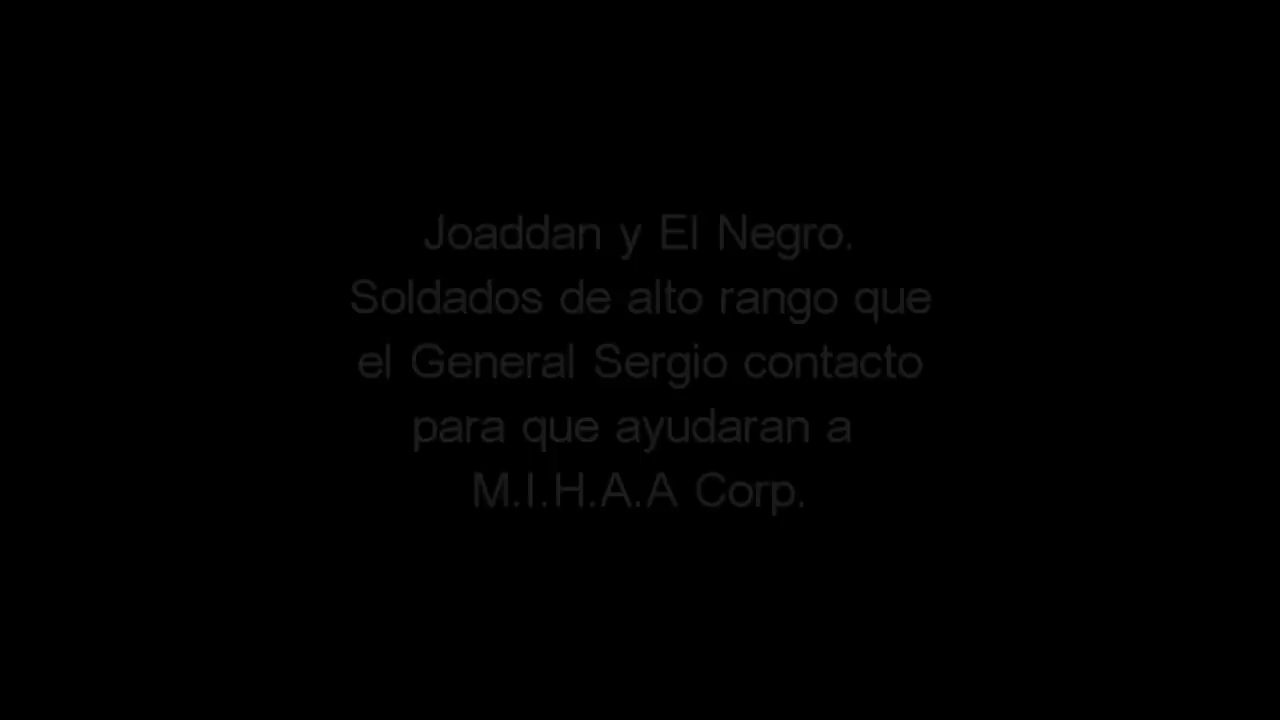 Joaddan y El Negro.
Soldados de alto rango que
el General Sergio contacto
para que ayudaran a
M.I.H.A.A Corp.